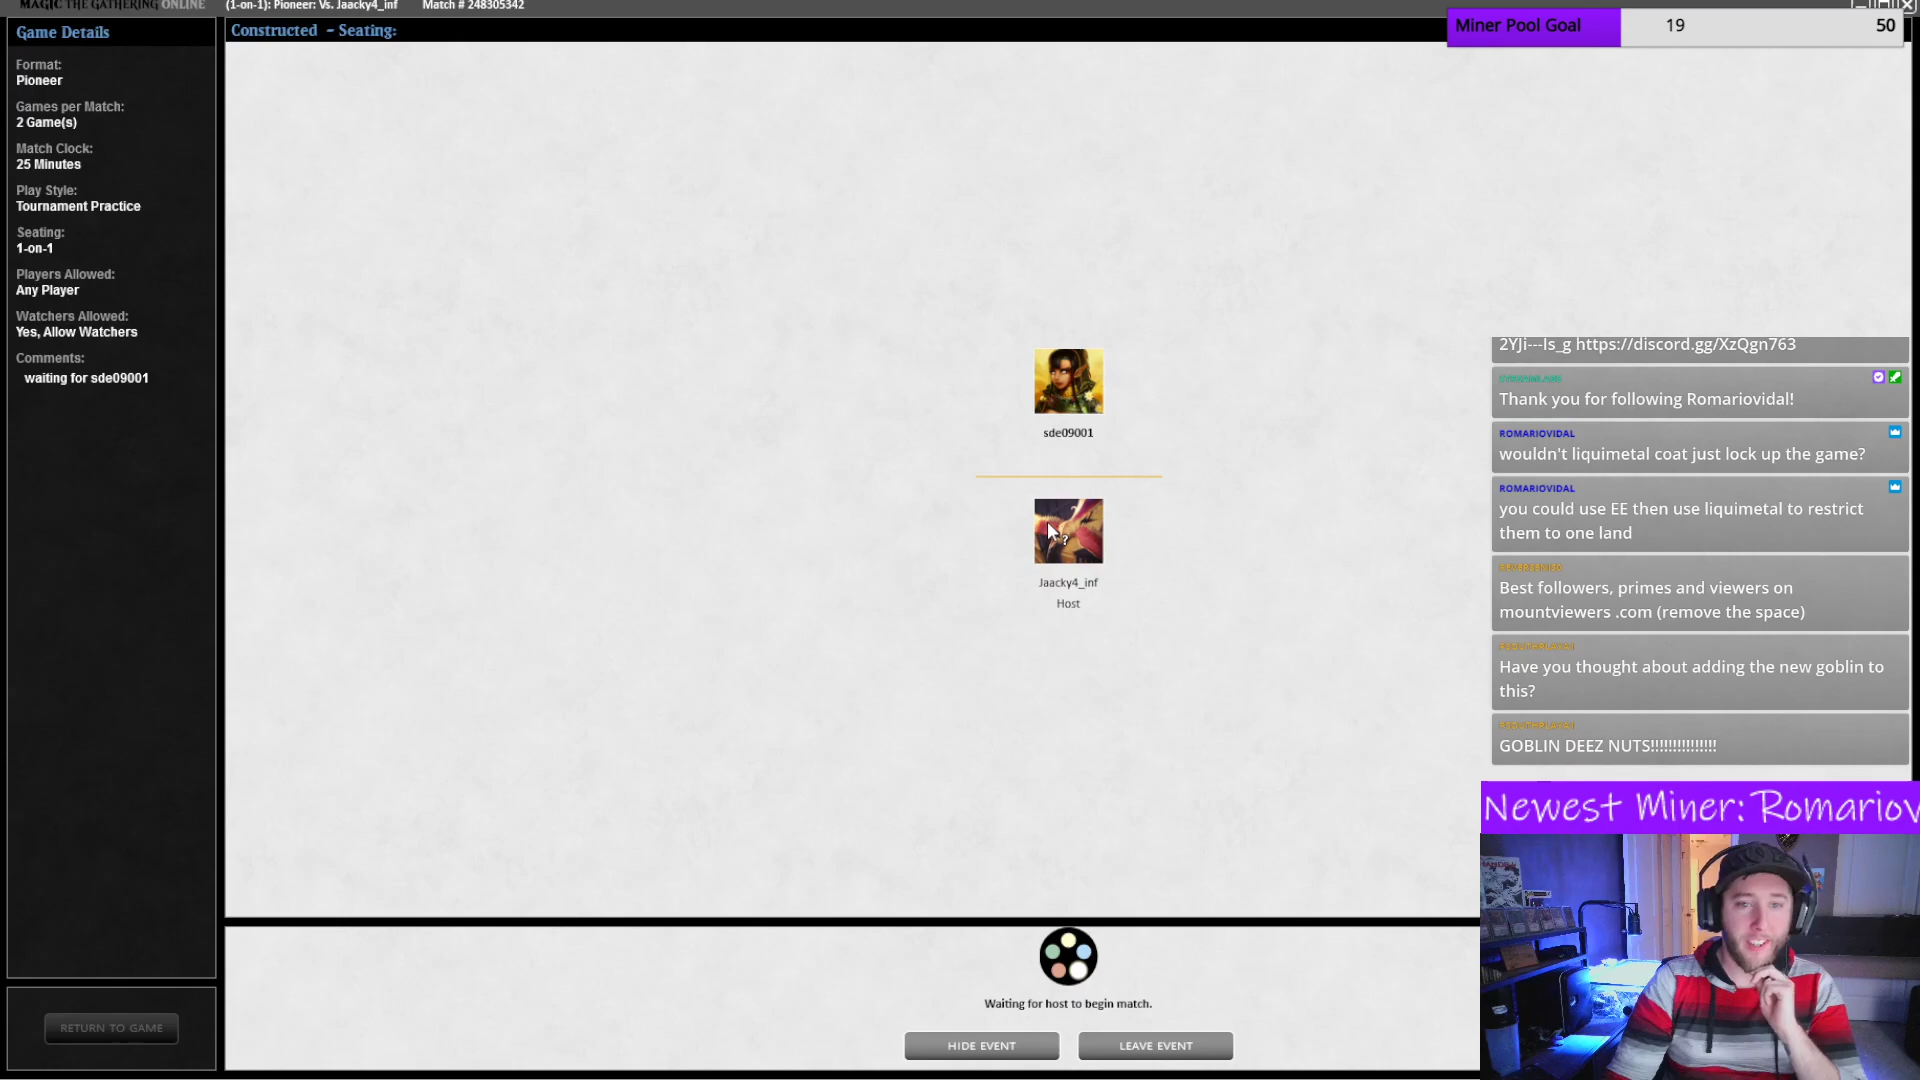 MAGIC THE GATHERING ONLINE
(1-on-1): Pioneer: Vs. Jaacky4_inf
Match # 248305342
Game Details
Constructed - Seating:
Miner Pool Goal
19
50
Format:
Pioneer
Games per Match:
2 Game(s)
Match Clock:
25 Minutes
Play Style:
Tournament Practice
Seating:
1-on-1
Players Allowed:
Any Player
Watchers Allowed:
Yes, Allow Watchers
Comments:
waiting for sde09001
sde09001
Jaacky4_inf
Host
2YJi---Is_g https://discord.gg/XzQgn763
STREAMLABS
Thank you for following Romariovidal!
ROMARIOVIDAL
wouldn't liquimetal coat just lock up the game?
ROMARIOVIDAL
you could use EE then use liquimetal to restrict
them to one land
Best followers, primes and viewers on
mountviewers .com (remove the space)
Have you thought about adding the new goblin to
this?
GOBLIN DEEZ NUTS!!!!!!!!!!!!!!!
Newest Miner: Romariov
Waiting for host to begin match.
HIDE EVENT
LEAVE EVENT
RETURN TO GAME